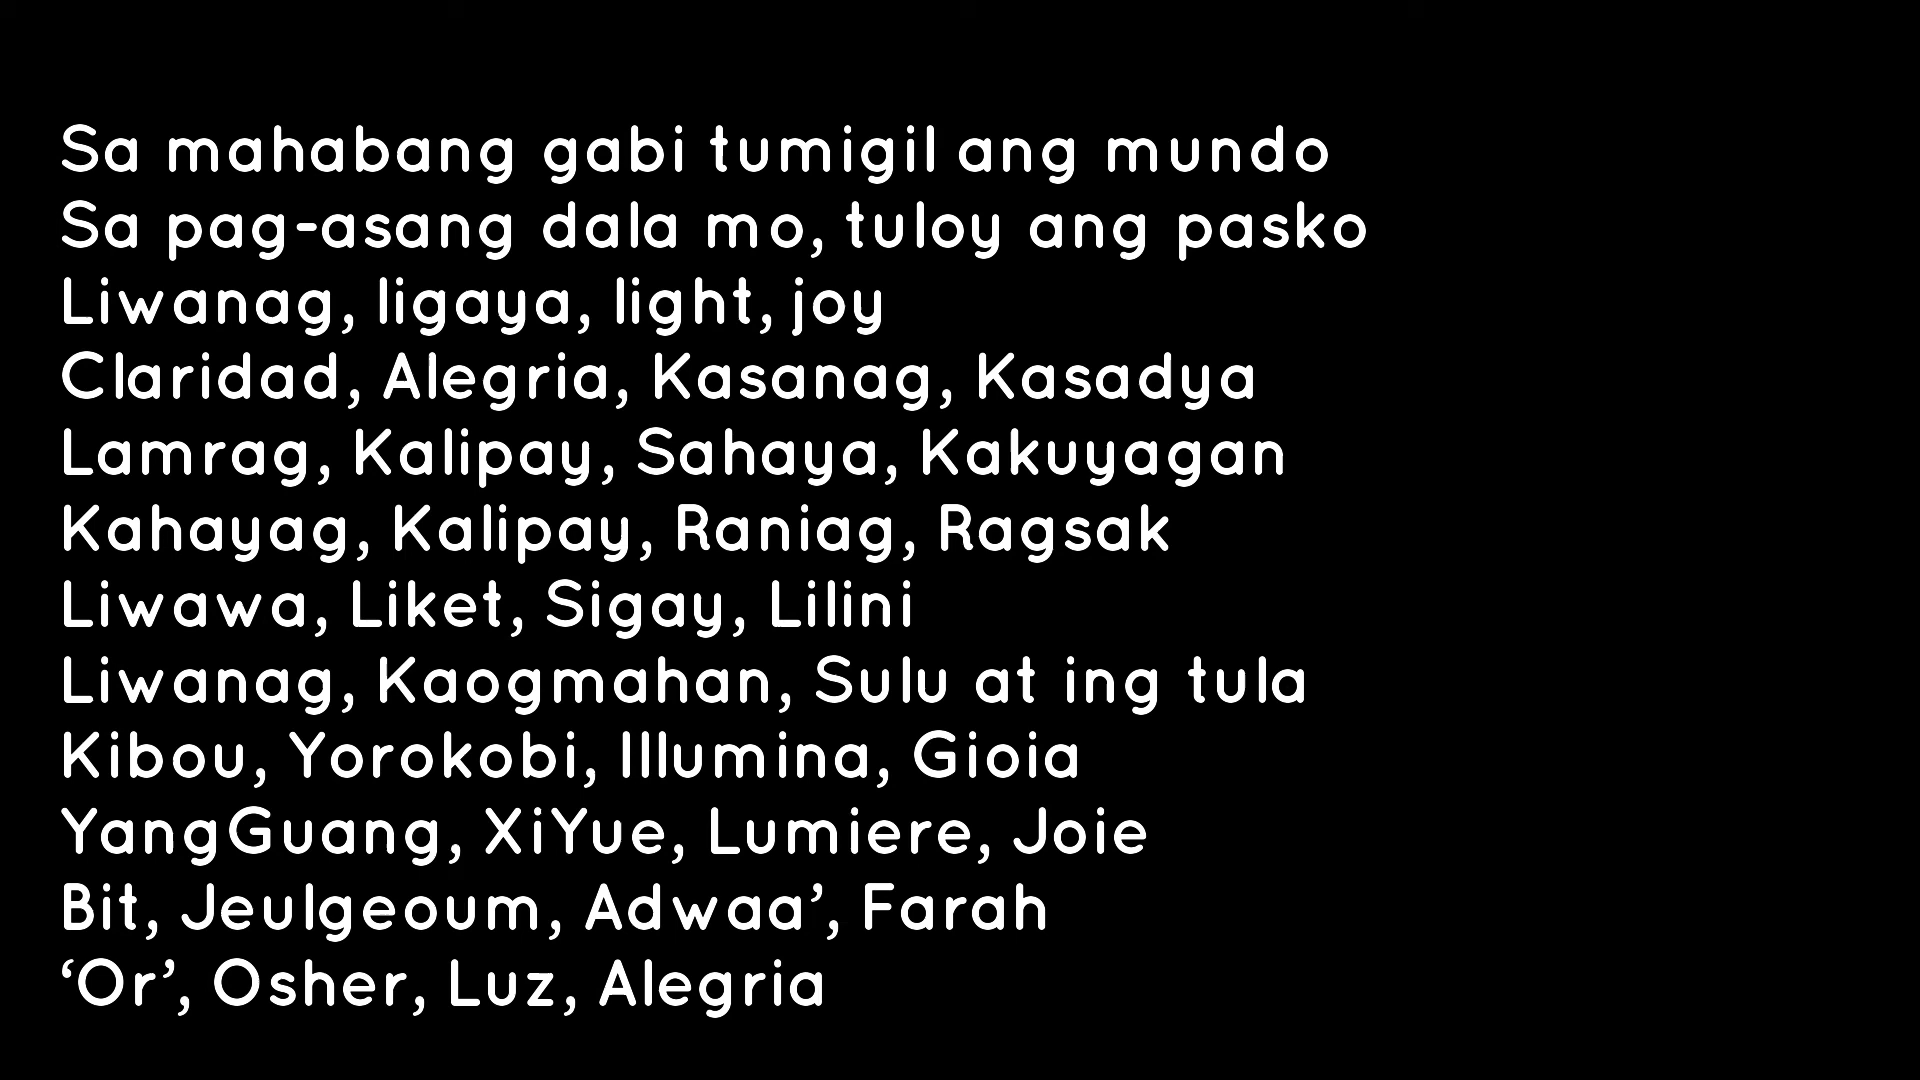 Sa mahabang gabi tumigil ang mundo
Sa pag-asang dala mo, tuloy ang pasko
Liwanag, ligaya, light, joy
Claridad, Alegria, Kasanag, Kasadya
Lamrag, Kalipay, Sahaya, Kakuyagan
Kahayag, Kalipay, Raniag, Ragsak
Liwawa, Liket, Sigay, Lilini
Liwanag, Kaogmahan, Sulu at ing tula
Kibou, Yorokobi, Illumina, Gioia
YangGuang, XiYue, Lumiere, Joie
Bit, Jeulgeoum, Adwaa’, Farah
‘Or’, Osher, Luz, Alegria